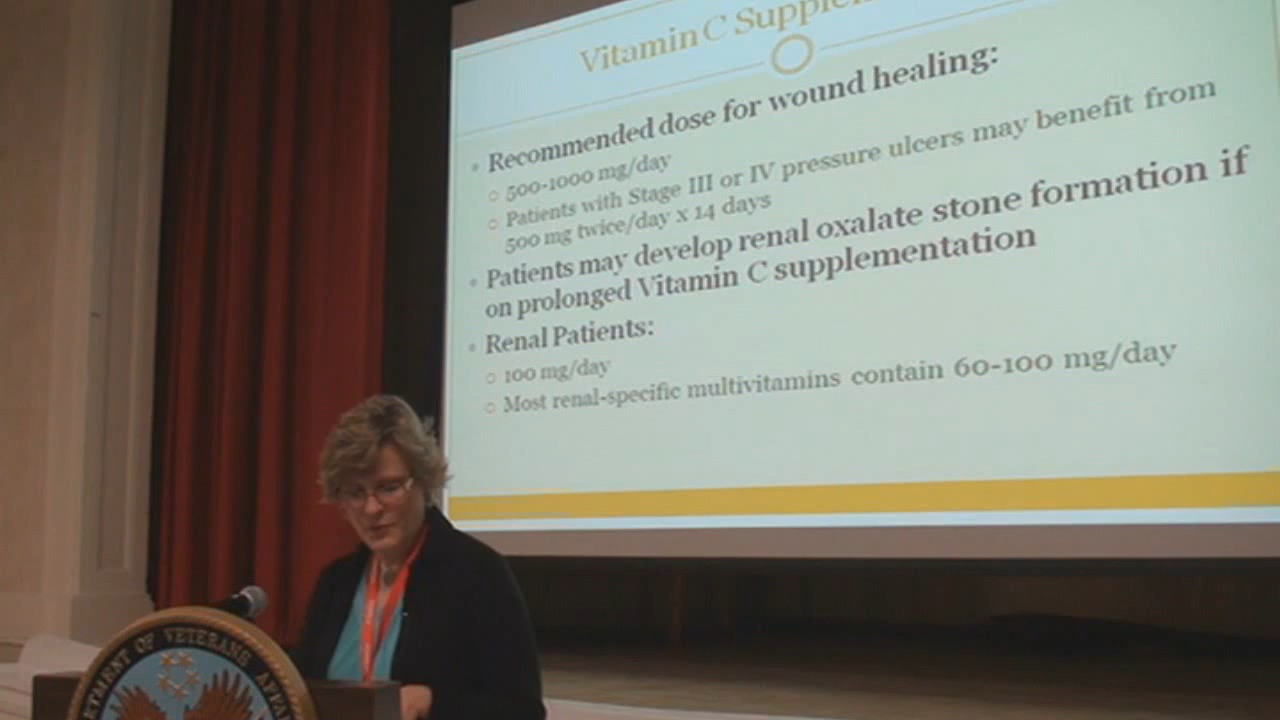 Vitamin C
Recommended dose for wound healing:
500-1000 mg/day
Patients with Stage III or IV pressure ulcers may benefit from
500 mg twice/day x 14 days
Patients may develop renal oxalate stone formation if
on prolonged Vitamin C supplementation
Renal Patients:
100 mg/day
Most renal-specific multivitamins contain 60-100 mg/day
OF VETERANS